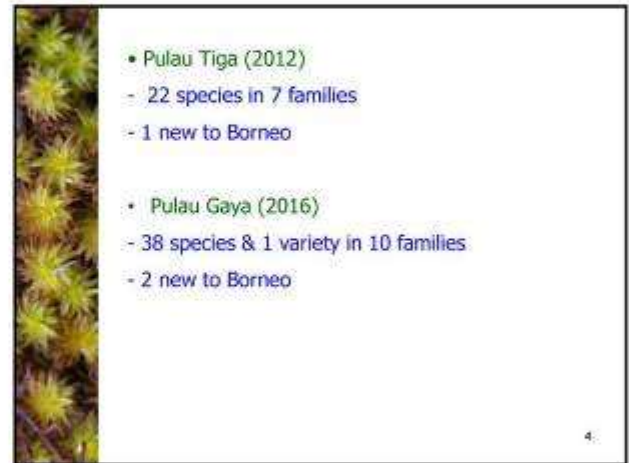 • Pulau Tiga (2012)
- 22 species in 7 families
- 1 new to Borneo
• Pulau Gaya (2016)
- 38 species & 1 variety in 10 families
- 2 new to Borneo
4